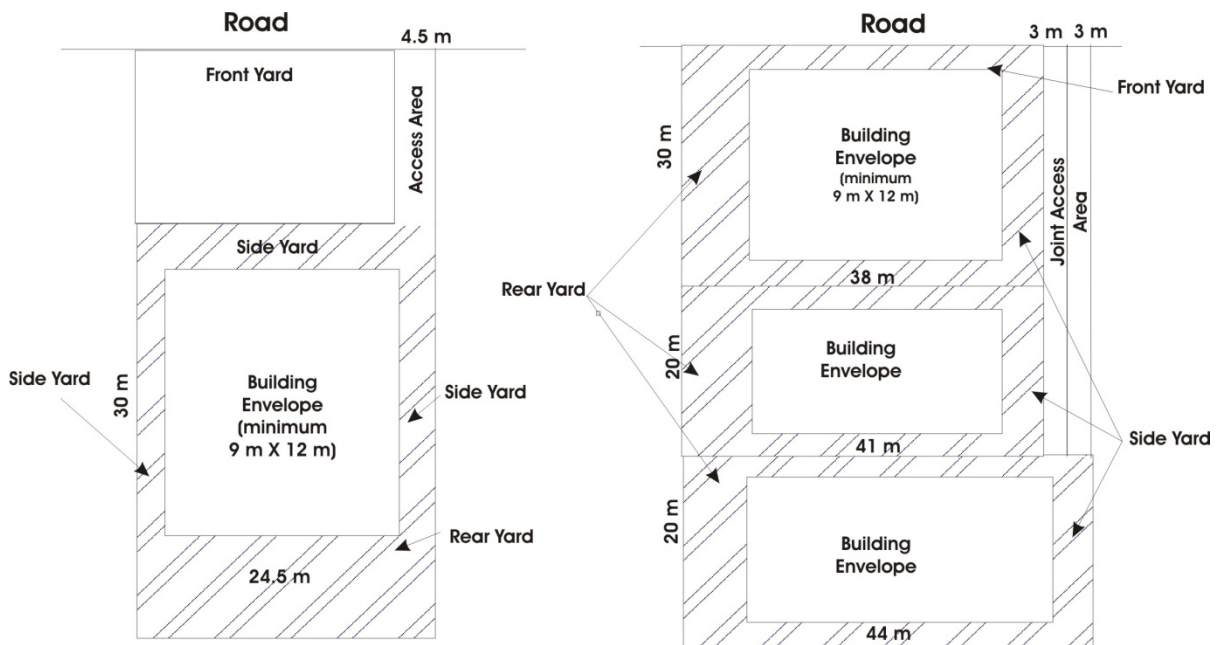 Road
4.5 m
Front Yard
Access Area
Side Yard
Side Yard
30 m
Building
Envelope
(minimum
9 m X 12 m)
Side Yard
Rear Yard
24.5 m
Road
3 m
3 m
Front Yard
30 m
Building
Envelope
(minimum
9 m X 12 m)
Joint Access
Area
38 m
Rear Yard
20 m
Building
Envelope
41 m
Side Yard
20 m
Building
Envelope
44 m